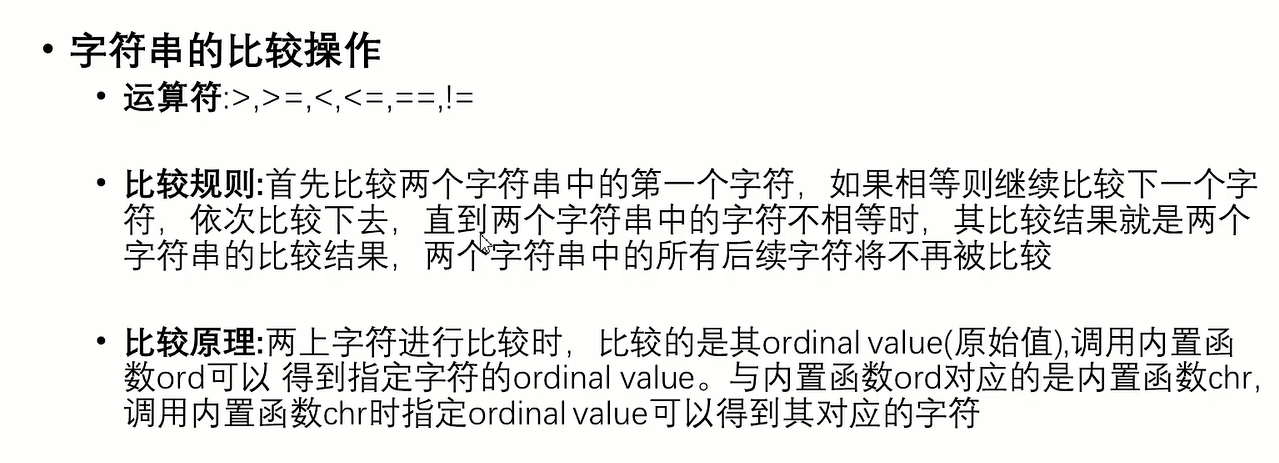 • 字符串的比较操作
• 运算符:>,>=,<,<=,==,!=
• 比较规则:首先比较两个字符串中的第一个字符，如果相等则继续比较下一个字
符，依次比较下去，直到两个字符串中的字符不相等时，其比较结果就是两个
字符串的比较结果，两个字符串中的所有后续字符将不再被比较
• 比较原理:两上字符进行比较时，比较的是其ordinal value(原始值),调用内置函
数ord可以 得到指定字符的ordinal value。与内置函数ord对应的是内置函数chr,
调用内置函数chr时指定ordinal value可以得到其对应的字符